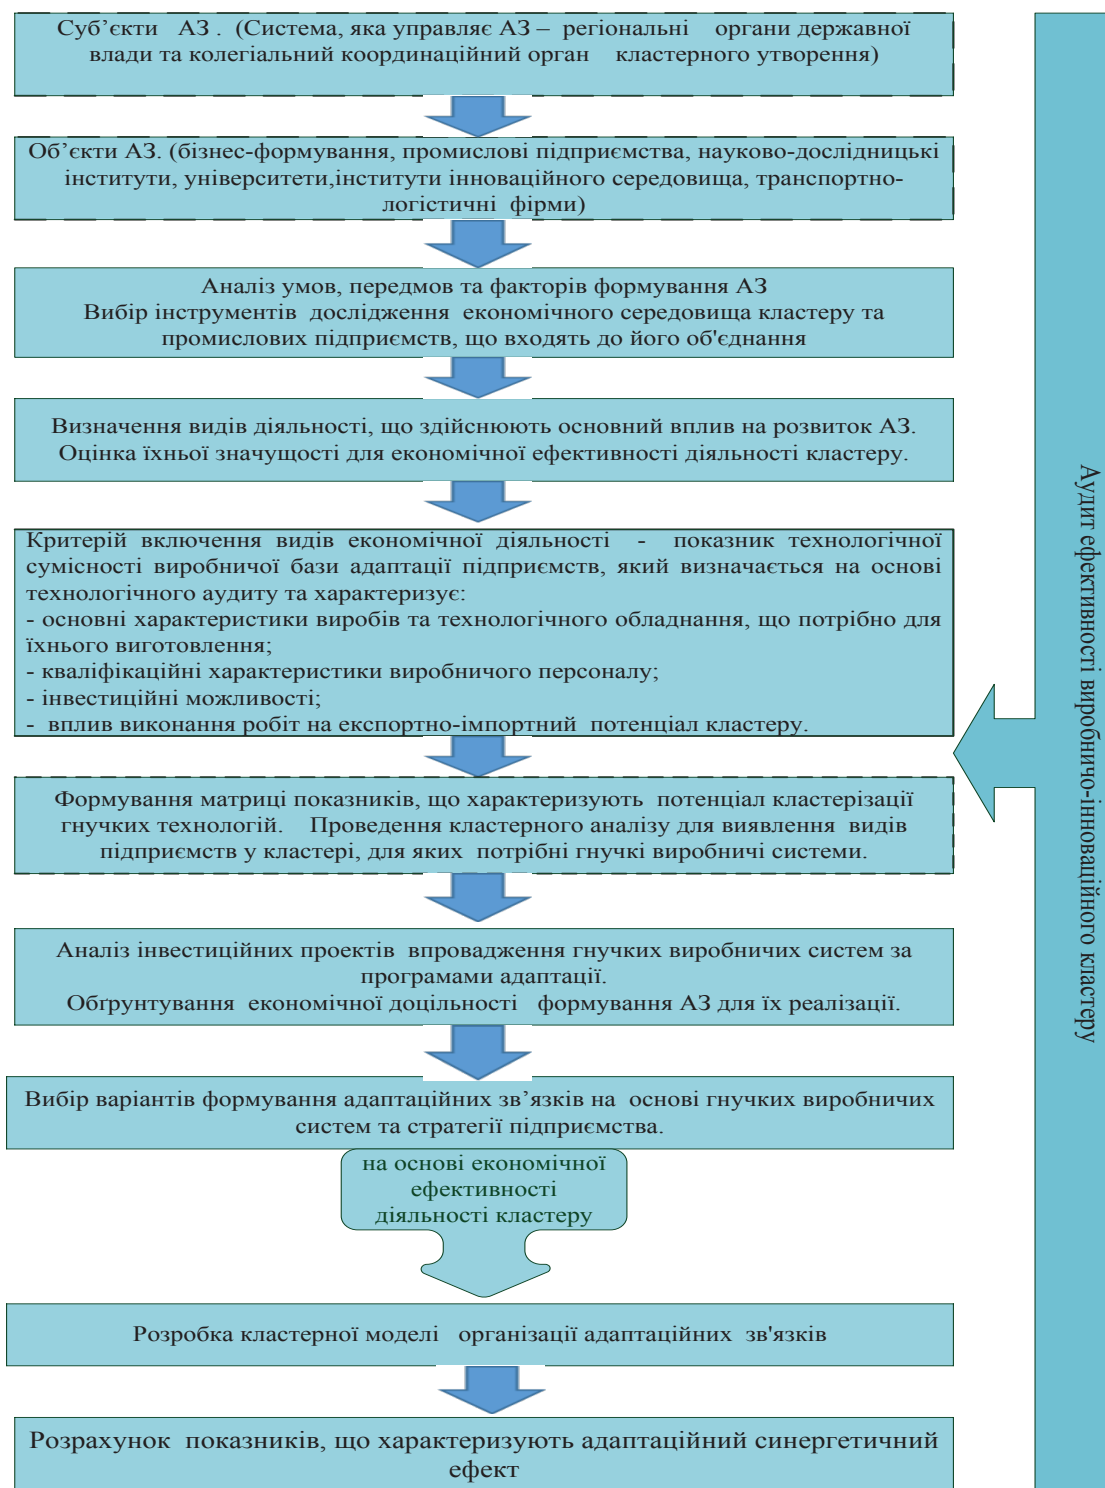 Суб’єкти АЗ . (Система, яка управляє АЗ – регіональні органи державної
влади та колегіальний координаційний орган кластерного утворення)
Об’єкти АЗ. (бізнес-формування, промислові підприємства, науково-дослідницькі
інститути, університети,інститути інноваційного середовища, транспортно-
логістичні фірми)
Аналіз умов, передмов та факторів формування АЗ
Вибір інструментів дослідження економічного середовища кластеру та
промислових підприємств, що входять до його об'єднання
Визначення видів діяльності, що здійснюють основний вплив на розвиток АЗ.
Оцінка їхньої значущості для економічної ефективності діяльності кластеру.
Критерій включення видів економічної діяльності - показник технологічної
сумісності виробничої бази адаптації підприємств, який визначається на основі
технологічного аудиту та характеризує:
- основні характеристики виробів та технологічного обладнання, що потрібно для
їхнього виготовлення;
- кваліфікаційні характеристики виробничого персоналу;
- інвестиційні можливості;
- вплив виконання робіт на експортно-імпортний потенціал кластеру.
Формування матриці показників, що характеризують потенціал кластерізації
гнучких технологій. Проведення кластерного аналізу для виявлення видів
підприємств у кластері, для яких потрібні гнучкі виробничі системи.
Аналіз інвестиційних проектів впровадження гнучких виробничих систем за
програмами адаптації.
Обґрунтування економічної доцільності формування АЗ для їх реалізації.
Вибір варіантів формування адаптаційних зв’язків на основі гнучких виробничих
систем та стратегії підприємства.
на основі економічної
ефективності
діяльності кластеру
Розробка кластерної моделі організації адаптаційних зв'язків
Розрахунок показників, що характеризують адаптаційний синергетичний
ефект
Аудит ефективності виробничо-інноваційного кластеру